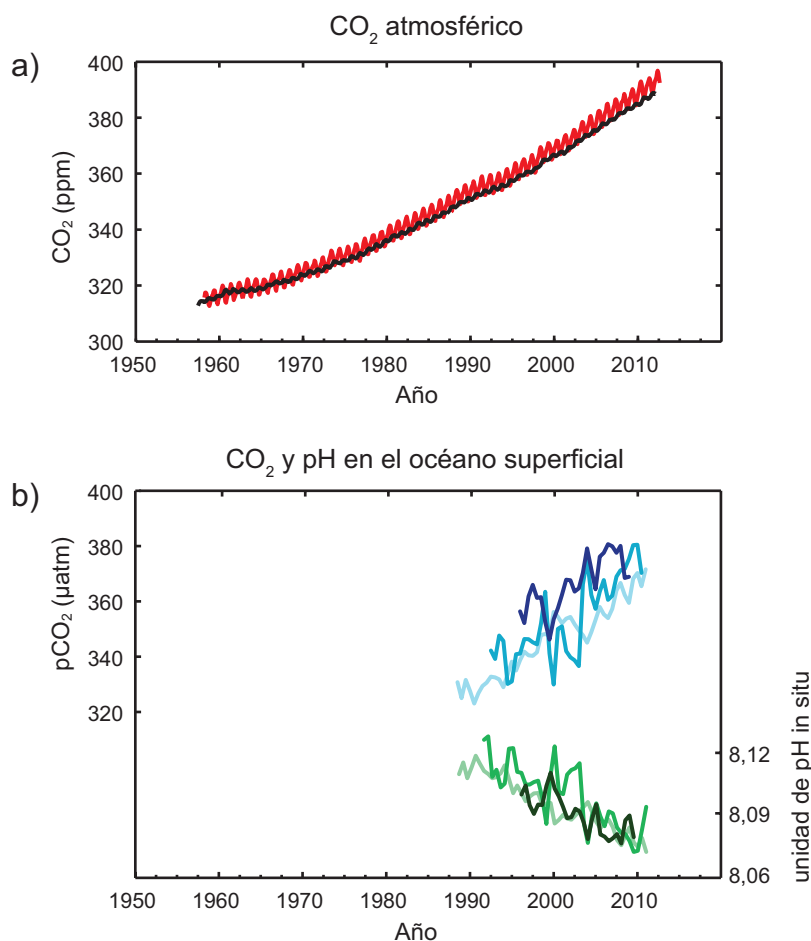 CO₂ atmosférico
a)
400
380
360
340
320
300
CO₂ (ppm)
1950 1960 1970 1980 1990 2000 2010
Año
CO₂ y pH en el océano superficial
b)
400
380
360
340
320
pCO₂ (µatm)
8,12
8,09
8,06
unidad de pH in situ
1950 1960 1970 1980 1990 2000 2010
Año